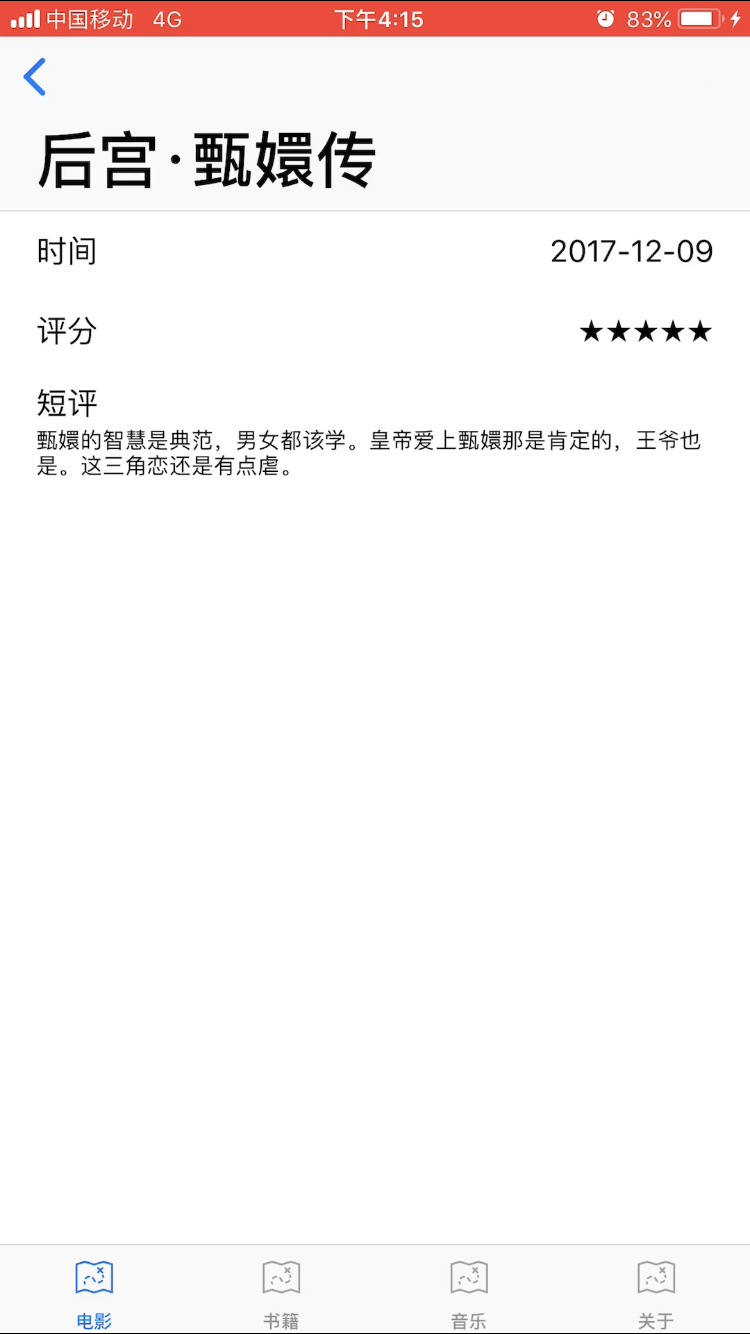 中国移动 4G 下午4:15 83%
后宫·甄嬛传
时间 2017-12-09
评分 ★★★★★
短评
甄嬛的智慧是典范，男女都该学。皇帝爱上甄嬛那是肯定的，王爷也
是。这三角恋还是有点虐。
电影 书籍 音乐 关于